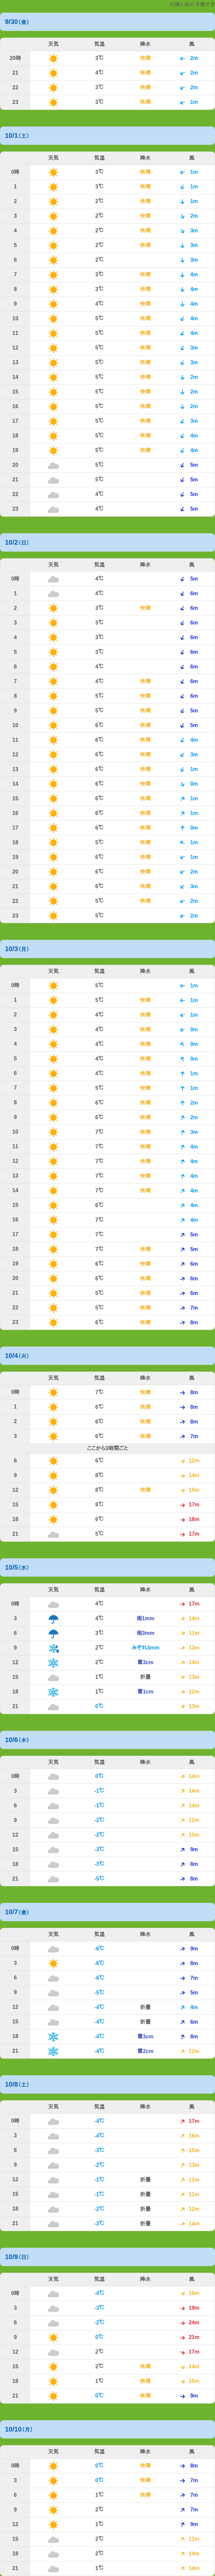 9/30(金)
天気 気温 降水 風
20時 3℃ 快晴 2m
21 4℃ 快晴 2m
22 3℃ 快晴 2m
23 3℃ 快晴 1m
10/1(土)
天気 気温 降水 風
0時 3℃ 快晴 1m
1 3℃ 快晴 1m
2 2℃ 快晴 1m
3 2℃ 快晴 2m
4 2℃ 快晴 3m
5 2℃ 快晴 3m
6 2℃ 3m
7 3℃ 快晴 4m
8 3℃ 快晴 4m
9 4℃ 快晴 4m
10 5℃ 快晴 4m
11 5℃ 快晴 4m
12 5℃ 快晴 3m
13 5℃ 快晴 3m
14 5℃ 快晴 2m
15 5℃ 快晴 2m
16 5℃ 快晴 2m
17 5℃ 快晴 3m
18 5℃ 快晴 4m
19 5℃ 快晴 4m
20 5℃ 5m
21 5℃ 5m
22 4℃ 5m
23 4℃ 5m
10/2(日)
天気 気温 降水 風
0時 4℃ 5m
1 4℃ 6m
2 3℃ 快晴 6m
3 3℃ 6m
4 3℃ 6m
5 3℃ 6m
6 4℃ 6m
7 4℃ 快晴 6m
8 5℃ 快晴 6m
9 5℃ 快晴 5m
10 6℃ 快晴 5m
11 6℃ 快晴 4m
12 6℃ 快晴 3m
13 6℃ 快晴 1m
14 6℃ 快晴 0m
15 6℃ 快晴 1m
16 6℃ 快晴 1m
17 6℃ 快晴 0m
18 5℃ 快晴 1m
19 6℃ 快晴 1m
20 6℃ 快晴 2m
21 6℃ 快晴 3m
22 5℃ 快晴 2m
23 5℃ 快晴 2m
10/3(月)
天気 気温 降水 風
0時 5℃ 1m
1 5℃ 快晴 1m
2 4℃ 快晴 1m
3 4℃ 快晴 0m
4 4℃ 快晴 0m
5 4℃ 快晴 0m
6 4℃ 快晴 1m
7 5℃ 快晴 1m
8 6℃ 快晴 2m
9 6℃ 快晴 2m
10 7℃ 快晴 3m
11 7℃ 快晴 4m
12 7℃ 快晴 4m
13 7℃ 快晴 4m
14 7℃ 快晴 4m
15 6℃ 4m
16 7℃ 4m
17 7℃ 5m
18 7℃ 快晴 5m
19 6℃ 快晴 6m
20 6℃ 快晴 6m
21 5℃ 快晴 6m
22 5℃ 快晴 7m
23 6℃ 快晴 8m
10/4(火)
天気 気温 降水 風
0時 7℃ 快晴 8m
1 6℃ 快晴 8m
2 6℃ 快晴 8m
3 6℃ 快晴 7m
ここから3時間ごと
6 6℃ 12m
9 8℃ 14m
12 8℃ 快晴 15m
15 8℃ 17m
18 6℃ 18m
21 5℃ 17m
10/5(水)
天気 気温 降水 風
0時 4℃ 17m
3 4℃ 雨1mm 14m
6 3℃ 雨3mm 11m
9 2℃ みぞれ3mm 13m
12 2℃ 雪3cm 14m
15 1℃ 13m
18 1℃ 雪1cm 12m
21 0℃ 13m
10/6(木)
天気 気温 降水 風
0時 0℃ 14m
3 -1℃ 14m
6 -1℃ 14m
9 -2℃ 12m
12 -2℃ 10m
15 -3℃ 9m
18 -3℃ 8m
21 -5℃ 8m
10/7(金)
天気 気温 降水 風
0時 -6℃ 9m
3 -6℃ 8m
6 -6℃ 7m
9 -5℃ 5m
12 -4℃ 4m
15 -4℃ 6m
18 -4℃ 雪3cm 8m
21 -4℃ 雪2cm 12m
10/8(土)
天気 気温 降水 風
0時 -4℃ 17m
3 -4℃ 16m
6 -3℃ 15m
9 -2℃ 13m
12 -1℃ 11m
15 -1℃ 11m
18 -2℃ 12m
21 -3℃ 14m
10/9(日)
天気 気温 降水 風
0時 -4℃ 16m
3 -3℃ 19m
6 -2℃ 24m
9 0℃ 21m
12 2℃ 17m
15 2℃ 快晴 14m
18 1℃ 快晴 10m
21 0℃ 快晴 9m
10/10(月)
天気 気温 降水 風
0時 0℃ 快晴 8m
3 0℃ 快晴 7m
6 1℃ 快晴 7m
9 2℃ 7m
12 1℃ 9m
15 2℃ 11m
18 2℃ 14m
21 1℃ 14m